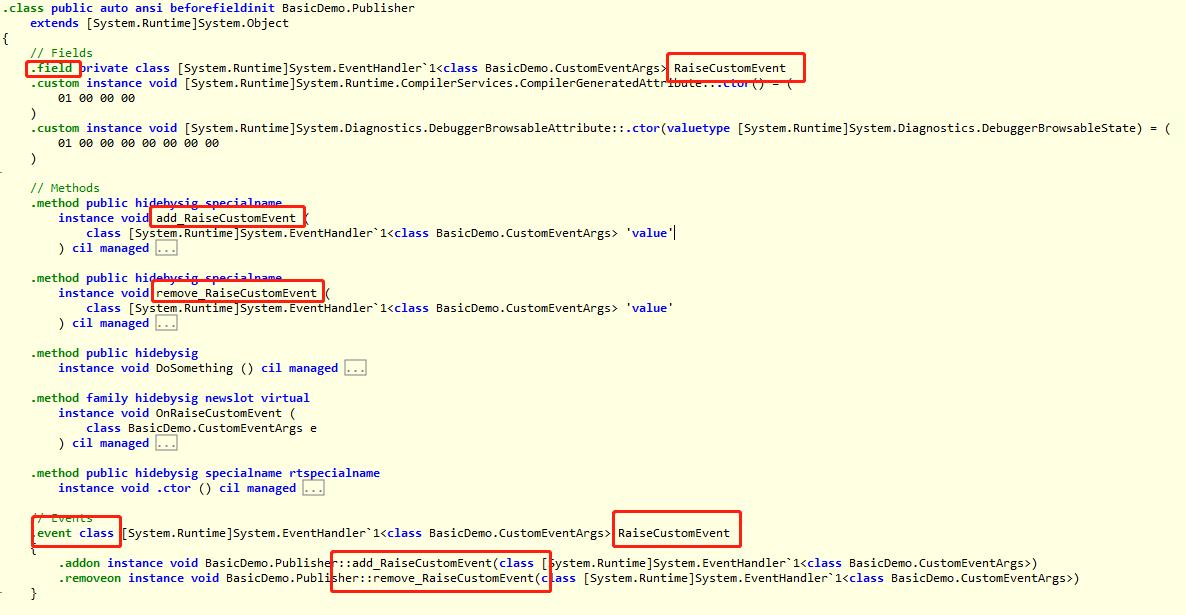 .class public auto ansi beforefieldinit BasicDemo.Publisher
extends [System.Runtime]System.Object
{
// Fields
.field private class [System.Runtime]System.EventHandler`1<class BasicDemo.CustomEventArgs> RaiseCustomEvent
.custom instance void [System.Runtime]System.Runtime.CompilerServices.CompilerGeneratedAttribute::.ctor() = (
01 00 00 00
)
.custom instance void [System.Runtime]System.Diagnostics.DebuggerBrowsableAttribute::.ctor(valuetype [System.Runtime]System.Diagnostics.DebuggerBrowsableState) = (
01 00 00 00 00 00 00 00
)
// Methods
.method public hidebysig specialname
instance void add_RaiseCustomEvent (
class [System.Runtime]System.EventHandler`1<class BasicDemo.CustomEventArgs> 'value'
) cil managed ...
.method public hidebysig specialname
instance void remove_RaiseCustomEvent (
class [System.Runtime]System.EventHandler`1<class BasicDemo.CustomEventArgs> 'value'
) cil managed ...
.method public hidebysig
instance void DoSomething () cil managed ...
.method family hidebysig newslot virtual
instance void OnRaiseCustomEvent (
class BasicDemo.CustomEventArgs e
) cil managed ...
.method public hidebysig specialname rtspecialname
instance void .ctor () cil managed ...
// Events
.event class [System.Runtime]System.EventHandler`1<class BasicDemo.CustomEventArgs> RaiseCustomEvent
{
.addon instance void BasicDemo.Publisher::add_RaiseCustomEvent(class [System.Runtime]System.EventHandler`1<class BasicDemo.CustomEventArgs>)
.removeon instance void BasicDemo.Publisher::remove_RaiseCustomEvent(class [System.Runtime]System.EventHandler`1<class BasicDemo.CustomEventArgs>)
}